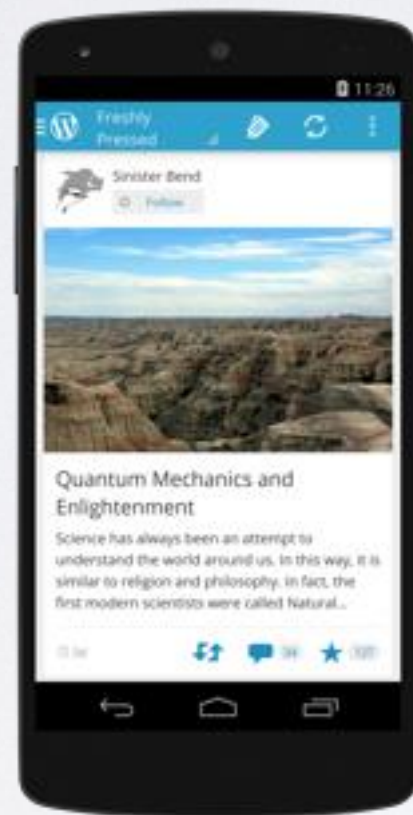 11:26
Freshly
Pressed
Sinister Bend
Follow
Quantum Mechanics and
Enlightenment
Science has always been an attempt to
understand the world around us. In this way, it is
similar to religion and philosophy. In fact, the
first modern scientists were called Natural...